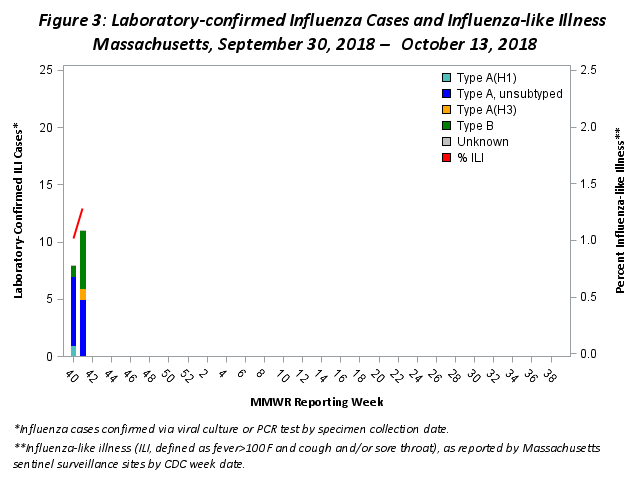 Figure 3: Laboratory-confirmed Influenza Cases and Influenza-like Illness
Massachusetts, September 30, 2018 – October 13, 2018
25
20
15
10
5
0
Laboratory-Confirmed ILI Cases*
Type A(H1)
Type A, unsubtyped
Type A(H3)
Type B
Unknown
% ILI
2.5
2.0
1.5
1.0
0.5
0.0
Percent Influenza-like Illness**
40 42 44 46 48 50 52 2 4 6 8 10 12 14 16 18 20 22 24 26 28 30 32 34 36 38
MMWR Reporting Week
*Influenza cases confirmed via viral culture or PCR test by specimen collection date.
**Influenza-like illness (ILI, defined as fever>100 F and cough and/or sore throat), as reported by Massachusetts
sentinel surveillance sites by CDC week date.